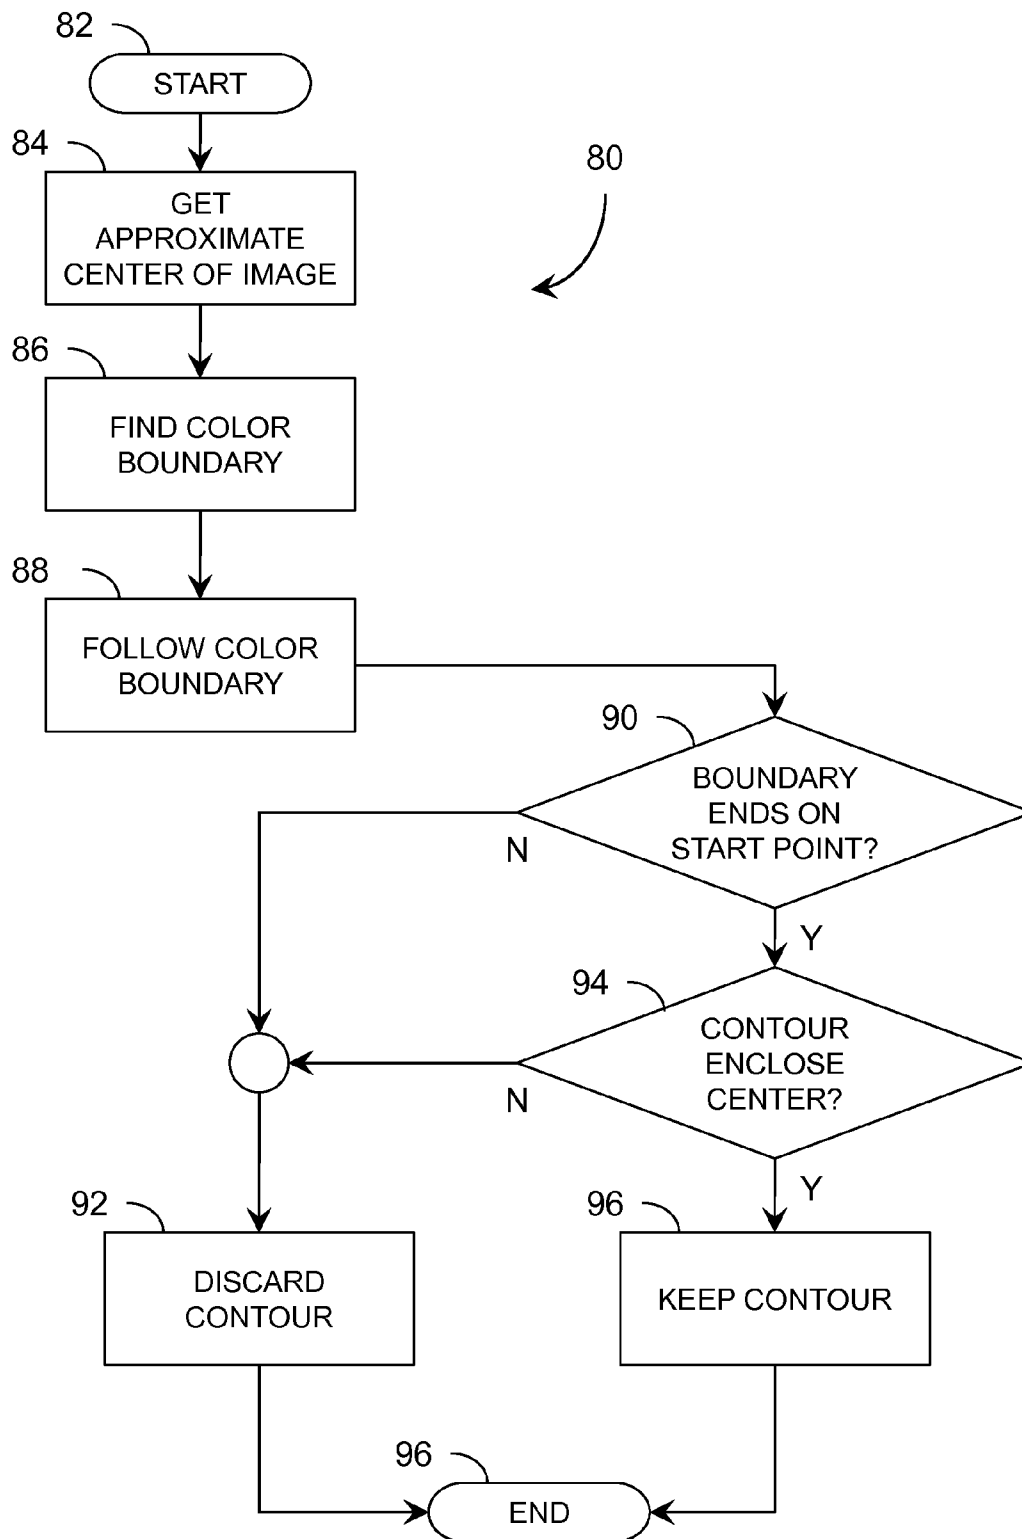 82
START
84
GET
APPROXIMATE
CENTER OF IMAGE
80
86
FIND COLOR
BOUNDARY
88
FOLLOW COLOR
BOUNDARY
90
BOUNDARY
ENDS ON
START POINT?
N
Y
94
CONTOUR
ENCLOSE
CENTER?
N
Y
92
DISCARD
CONTOUR
96
KEEP CONTOUR
96
END